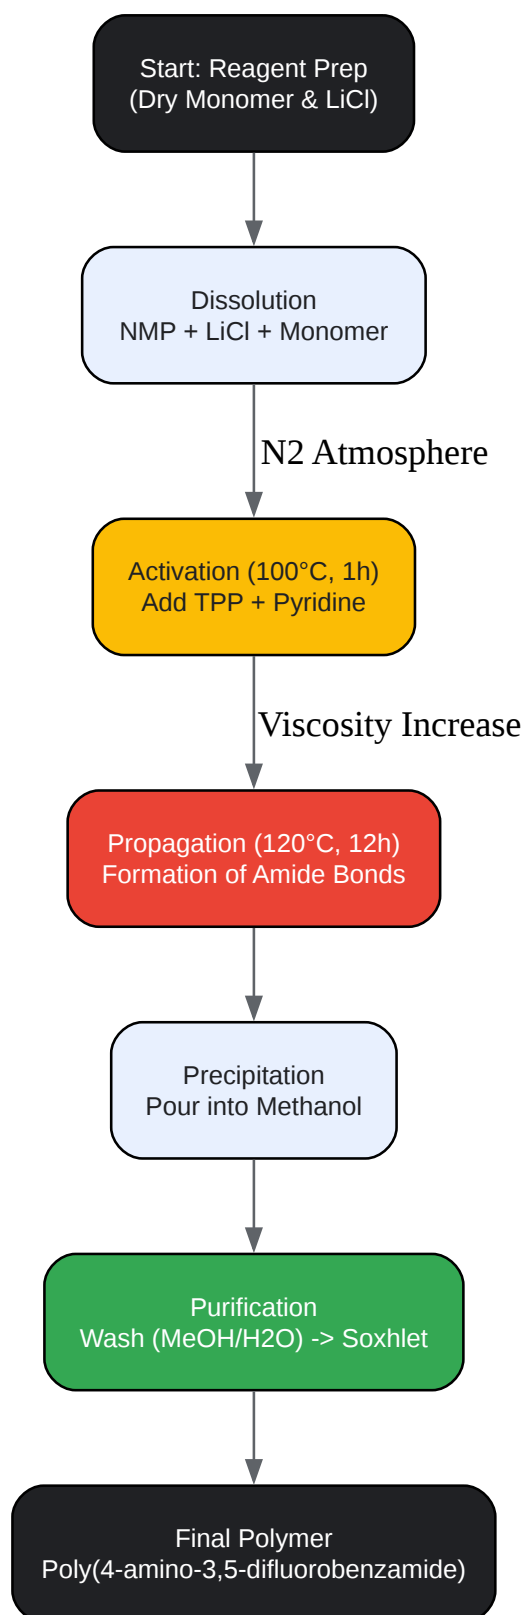 Start: Reagent Prep
(Dry Monomer & LiCl)
Dissolution
NMP + LiCl + Monomer
N2 Atmosphere
Activation (100°C, 1h)
Add TPP + Pyridine
Viscosity Increase
Propagation (120°C, 12h)
Formation of Amide Bonds
Precipitation
Pour into Methanol
Purification
Wash (MeOH/H2O) -> Soxhlet
Final Polymer
Poly(4-amino-3,5-difluorobenzamide)